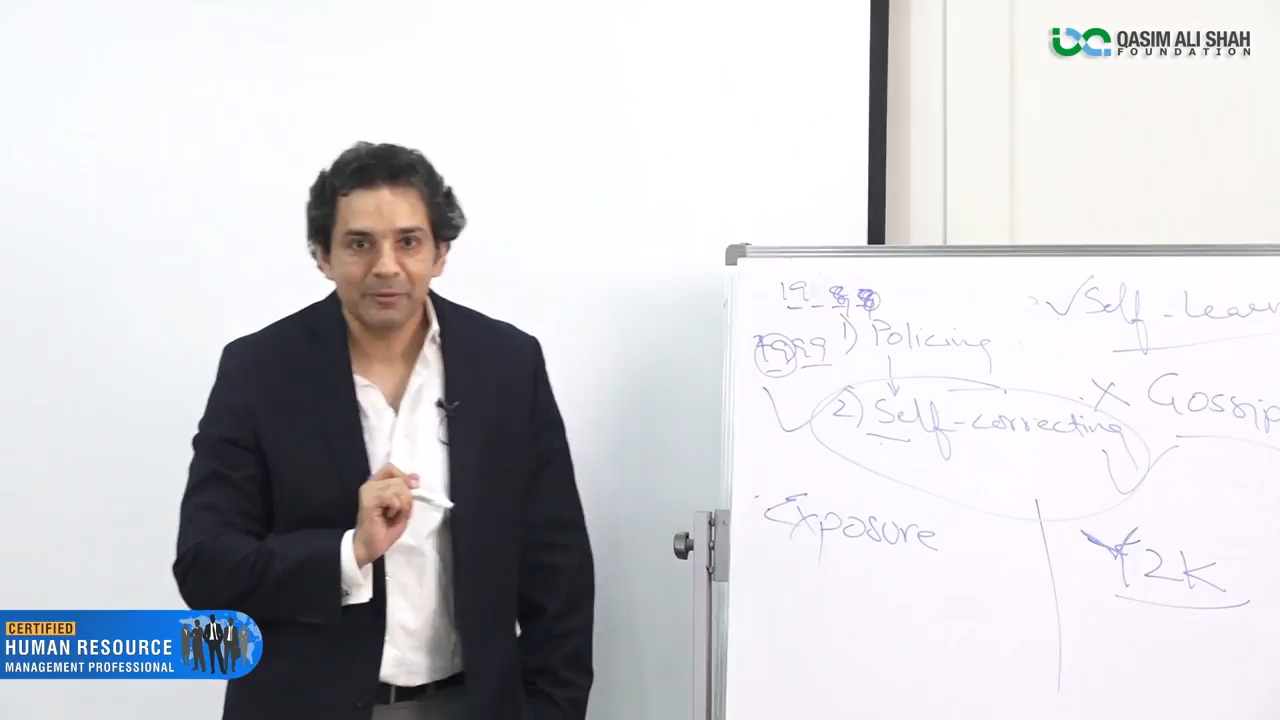 QASIM ALI SHAH
FOUNDATION
1988
1999
1) Policing
2) Self-correcting
Exposure
✓ Self-Lear
X Gossip
Y2K
CERTIFIED
HUMAN RESOURCE
MANAGEMENT PROFESSIONAL